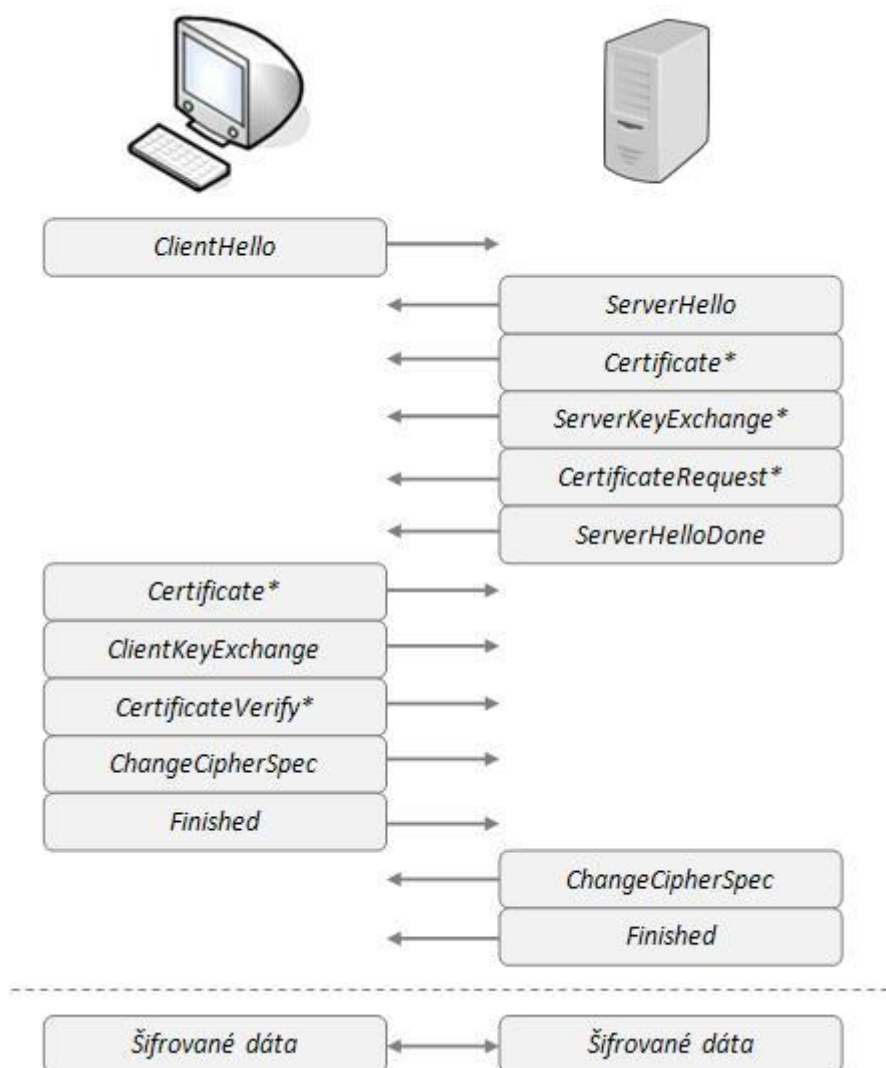 ClientHello
ServerHello
Certificate*
ServerKeyExchange*
CertificateRequest*
ServerHelloDone
Certificate*
ClientKeyExchange
CertificateVerify*
ChangeCipherSpec
Finished
ChangeCipherSpec
Finished
Šifrované dáta
Šifrované dáta